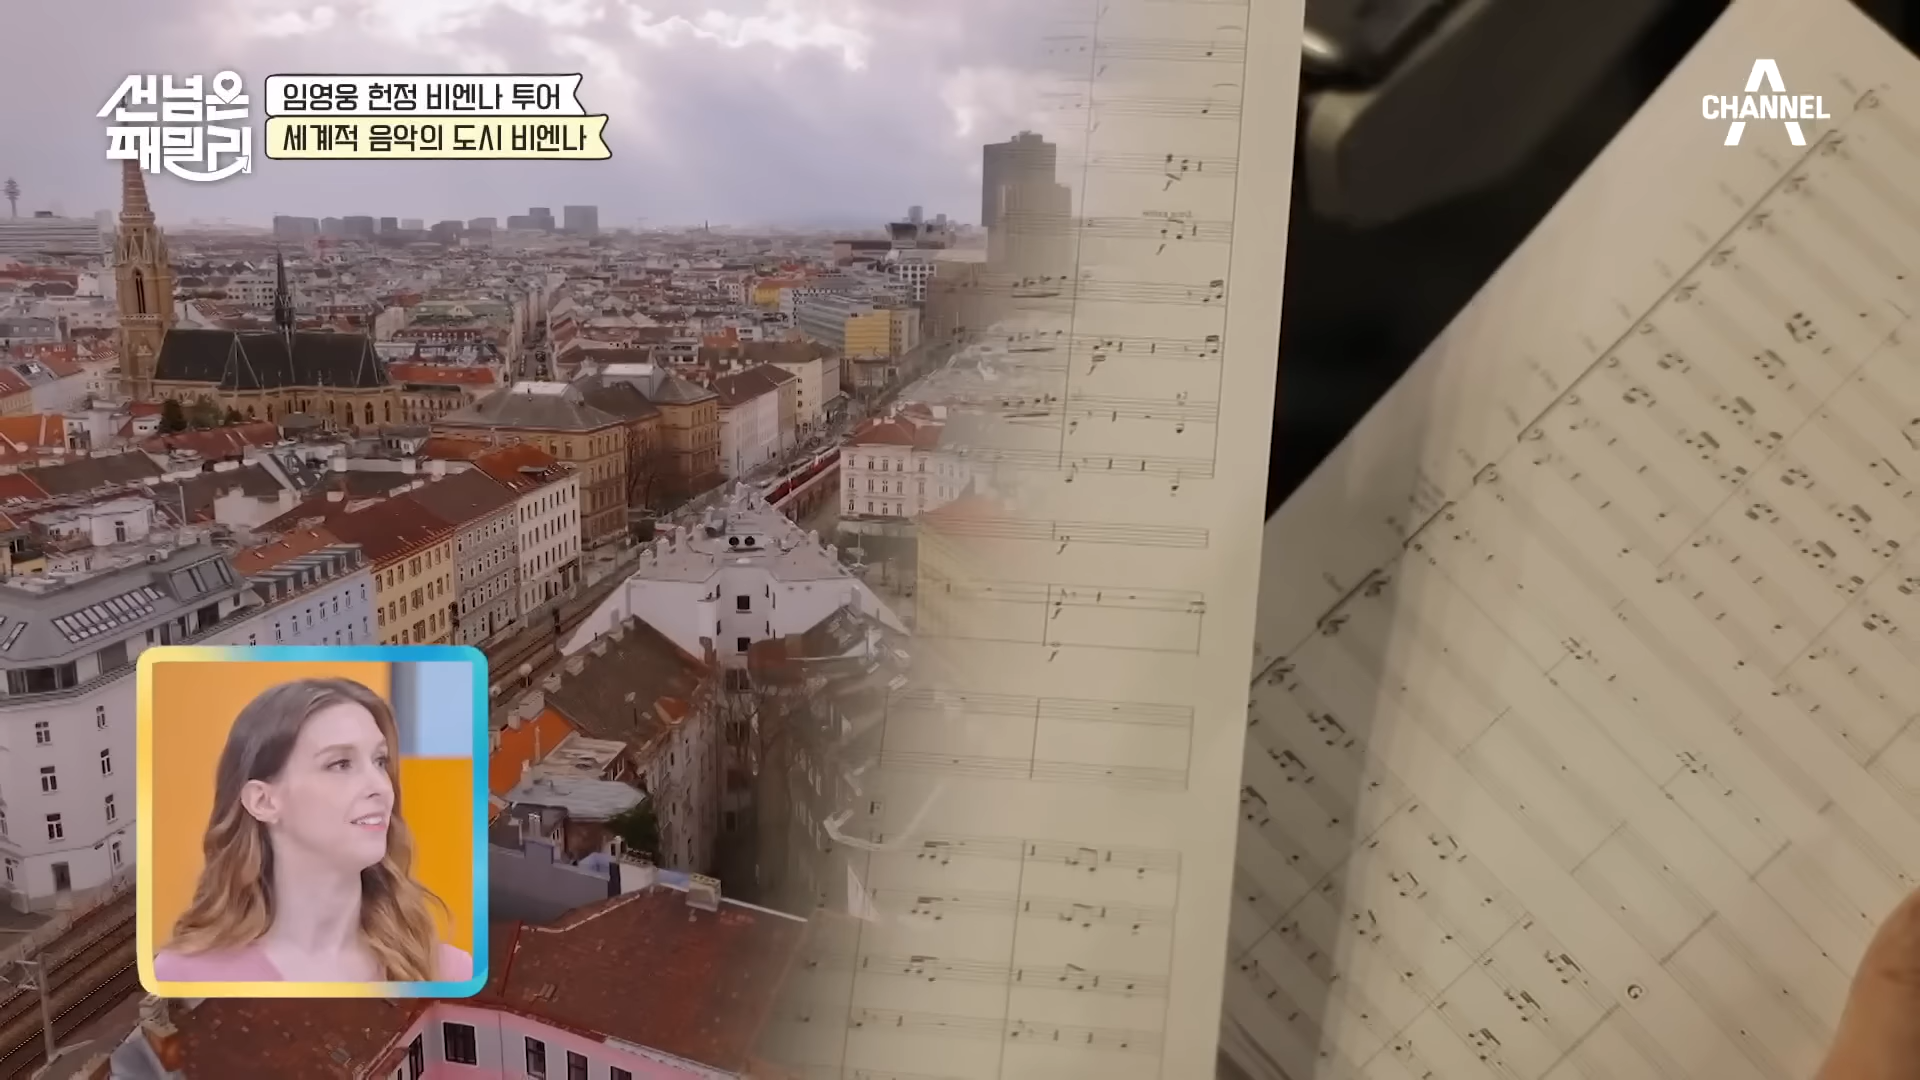 선넘은
패밀리
임영웅 헌정 비엔나 투어
세계적 음악의 도시 비엔나
CHANNEL A
G